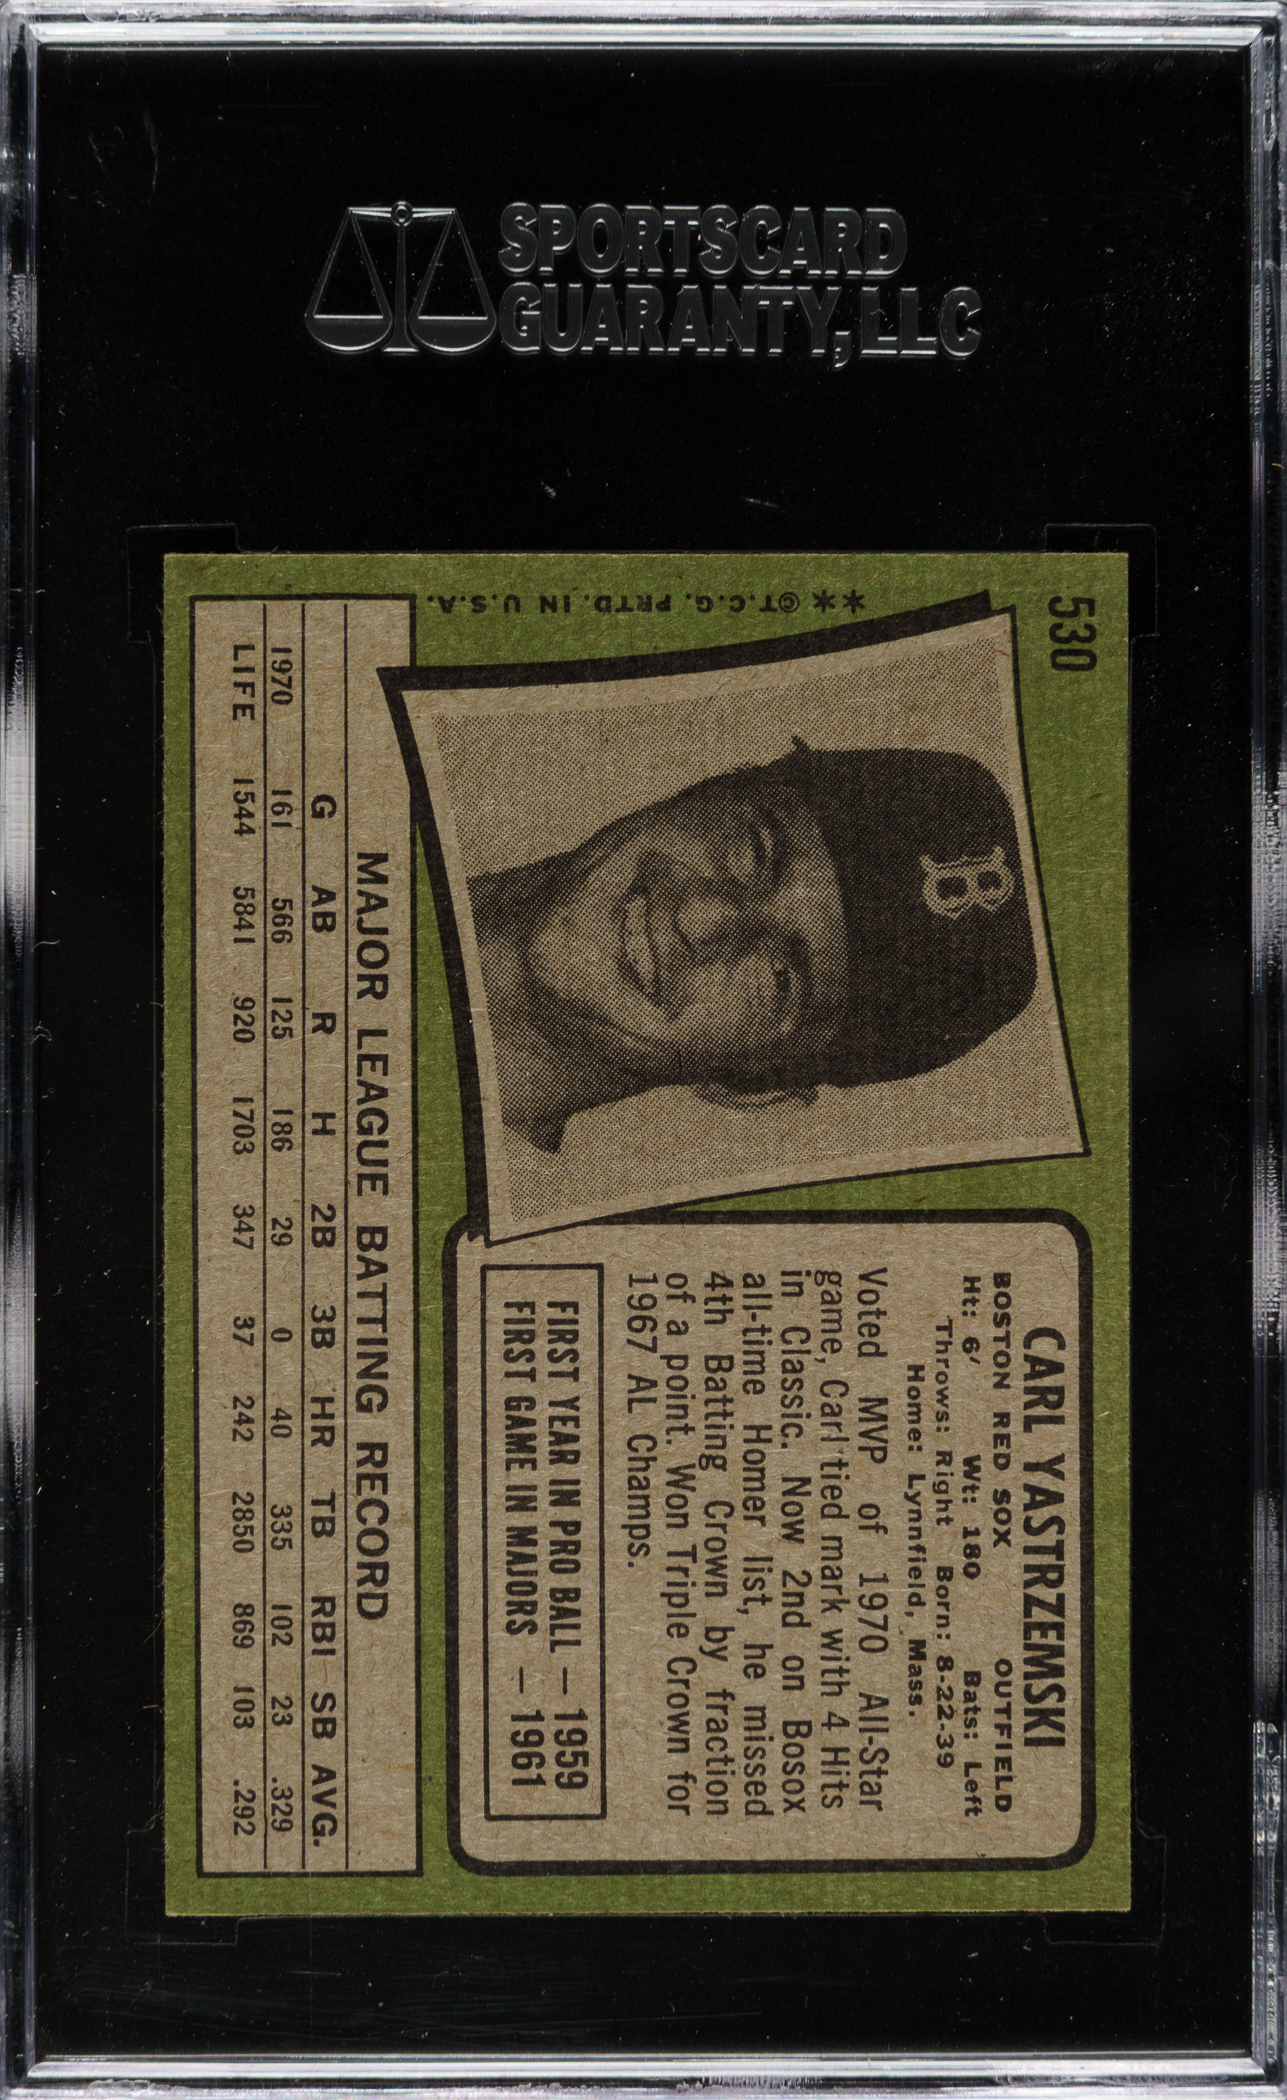 SPORTSCARD
GUARANTY, LLC
530
**©T.C.G. PRTD. IN U.S.A.
B
CARL YASTRZEMSKI
BOSTON RED SOX OUTFIELD
Ht: 6' Wt: 180 Bats: Left
Throws: Right Born: 8-22-39
Home: Lynnfield, Mass.
Voted MVP of 1970 All-Star
game, Carl tied mark with 4 Hits
in Classic. Now 2nd on Bosox
all-time Homer list, he missed
4th Batting Crown by fraction
of a point. Won Triple Crown for
1967 AL Champs.
FIRST YEAR IN PRO BALL — 1959
FIRST GAME IN MAJORS — 1961
MAJOR LEAGUE BATTING RECORD
G AB R H 2B 3B HR TB RBI SB AVG.
1970 161 566 125 186 29 0 40 335 102 23 .329
LIFE 1544 5841 920 1703 347 37 242 2850 869 103 .292